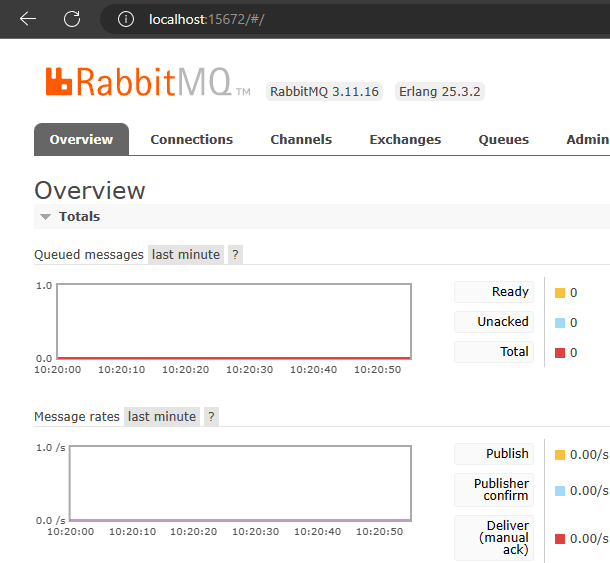 localhost:15672/#/
RabbitMQ TM RabbitMQ 3.11.16 Erlang 25.3.2
Overview Connections Channels Exchanges Queues Admin
Overview
Totals
Queued messages last minute ?
1.0
0.0
10:20:00 10:20:10 10:20:20 10:20:30 10:20:40 10:20:50
Ready 0
Unacked 0
Total 0
Message rates last minute ?
1.0 /s
0.0 /s
10:20:00 10:20:10 10:20:20 10:20:30 10:20:40 10:20:50
Publish 0.00/s
Publisher
confirm 0.00/s
Deliver
(manual 0.00/s
ack)